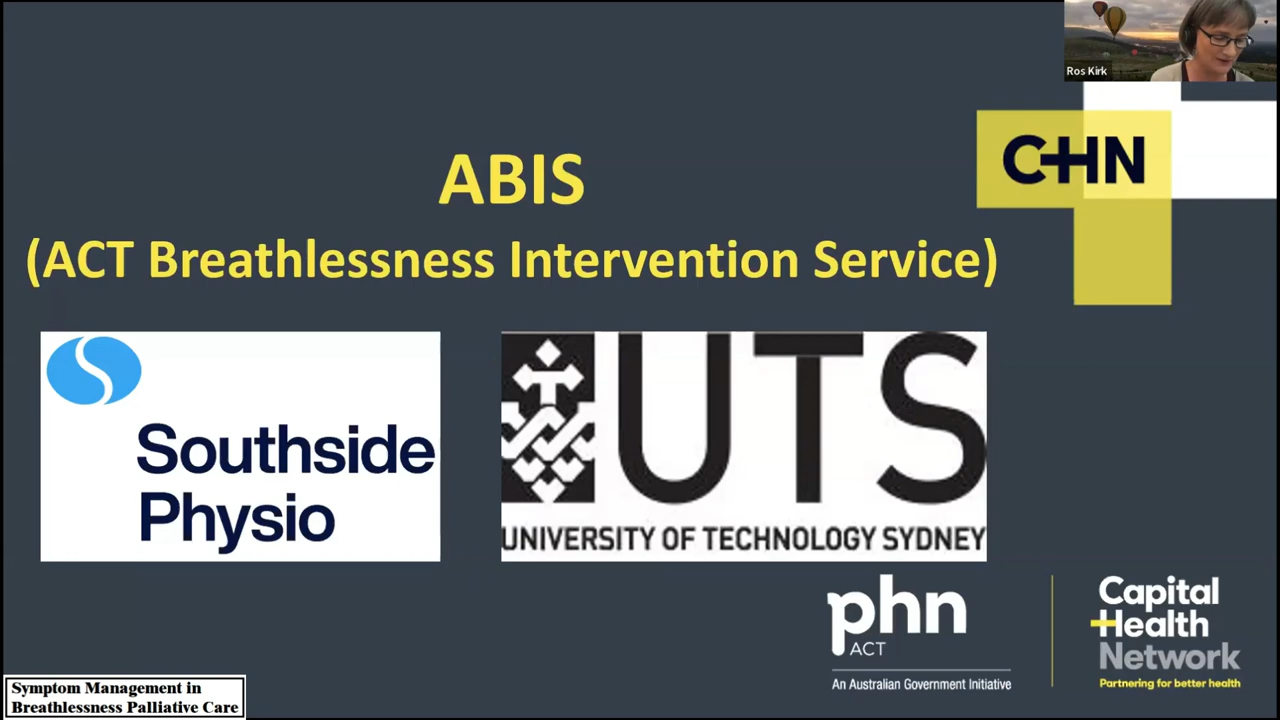 Ros Kirk
C+HN
ABIS
(ACT Breathlessness Intervention Service)
Southside
Physio
UTS
UNIVERSITY OF TECHNOLOGY SYDNEY
phn
ACT
An Australian Government Initiative
Capital
Health
Network
Partnering for better health
Symptom Management in
Breathlessness Palliative Care